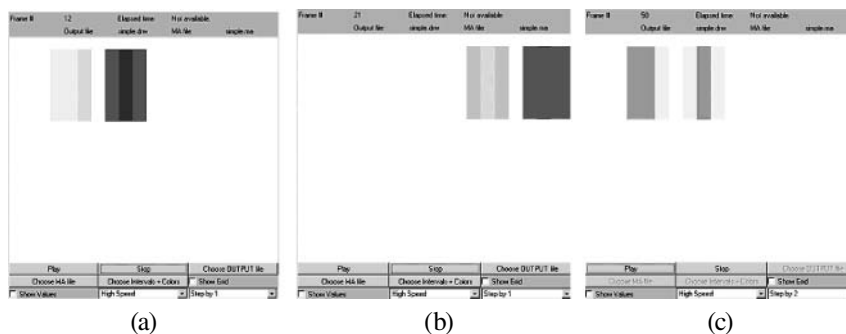 Frame # 12 Elapsed time Not available
Output file simple.drw MA file simple.ma
Play Stop Choose OUTPUT file
Choose MA file Choose Intervals + Colors Show Grid
Show Values High Speed Step by 1
(a)
Frame # 21 Elapsed time Not available
Output file simple.drw MA file simple.ma
Play Stop Choose OUTPUT file
Choose MA file Choose Intervals + Colors Show Grid
Show Values High Speed Step by 1
(b)
Frame # 50 Elapsed time Not available
Output file simple.drw MA file simple.ma
Play Stop Choose OUTPUT file
Choose MA file Choose Intervals + Colors Show Grid
Show Values High Speed Step by 2
(c)